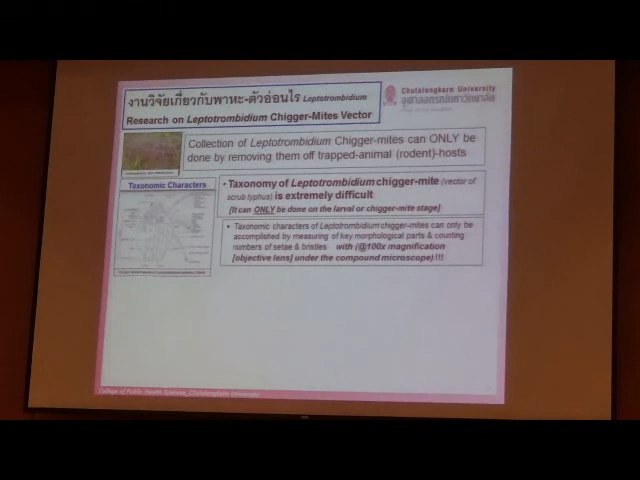 งานวิจัยเกี่ยวกับพาหะ-ตัวอ่อนไร Leptotrombidium
Research on Leptotrombidium Chigger-Mites Vector
Chulalongkorn University
จุฬาลงกรณ์มหาวิทยาลัย
Collection of Leptotrombidium Chigger-mites can ONLY be
done by removing them off trapped-animal (rodent)-hosts
Taxonomic Characters
• Taxonomy of Leptotrombidium chigger-mite (vector of
scrub typhus) is extremely difficult
[It can ONLY be done on the larval or chigger-mite stage]
• Taxonomic characters of Leptotrombidium chigger-mites can only be
accomplished by measuring of key morphological parts & counting
numbers of setae & bristles with (@100x magnification
[objective lens] under the compound microscope) !!!
College of Public Health Sciences, Chulalongkorn University